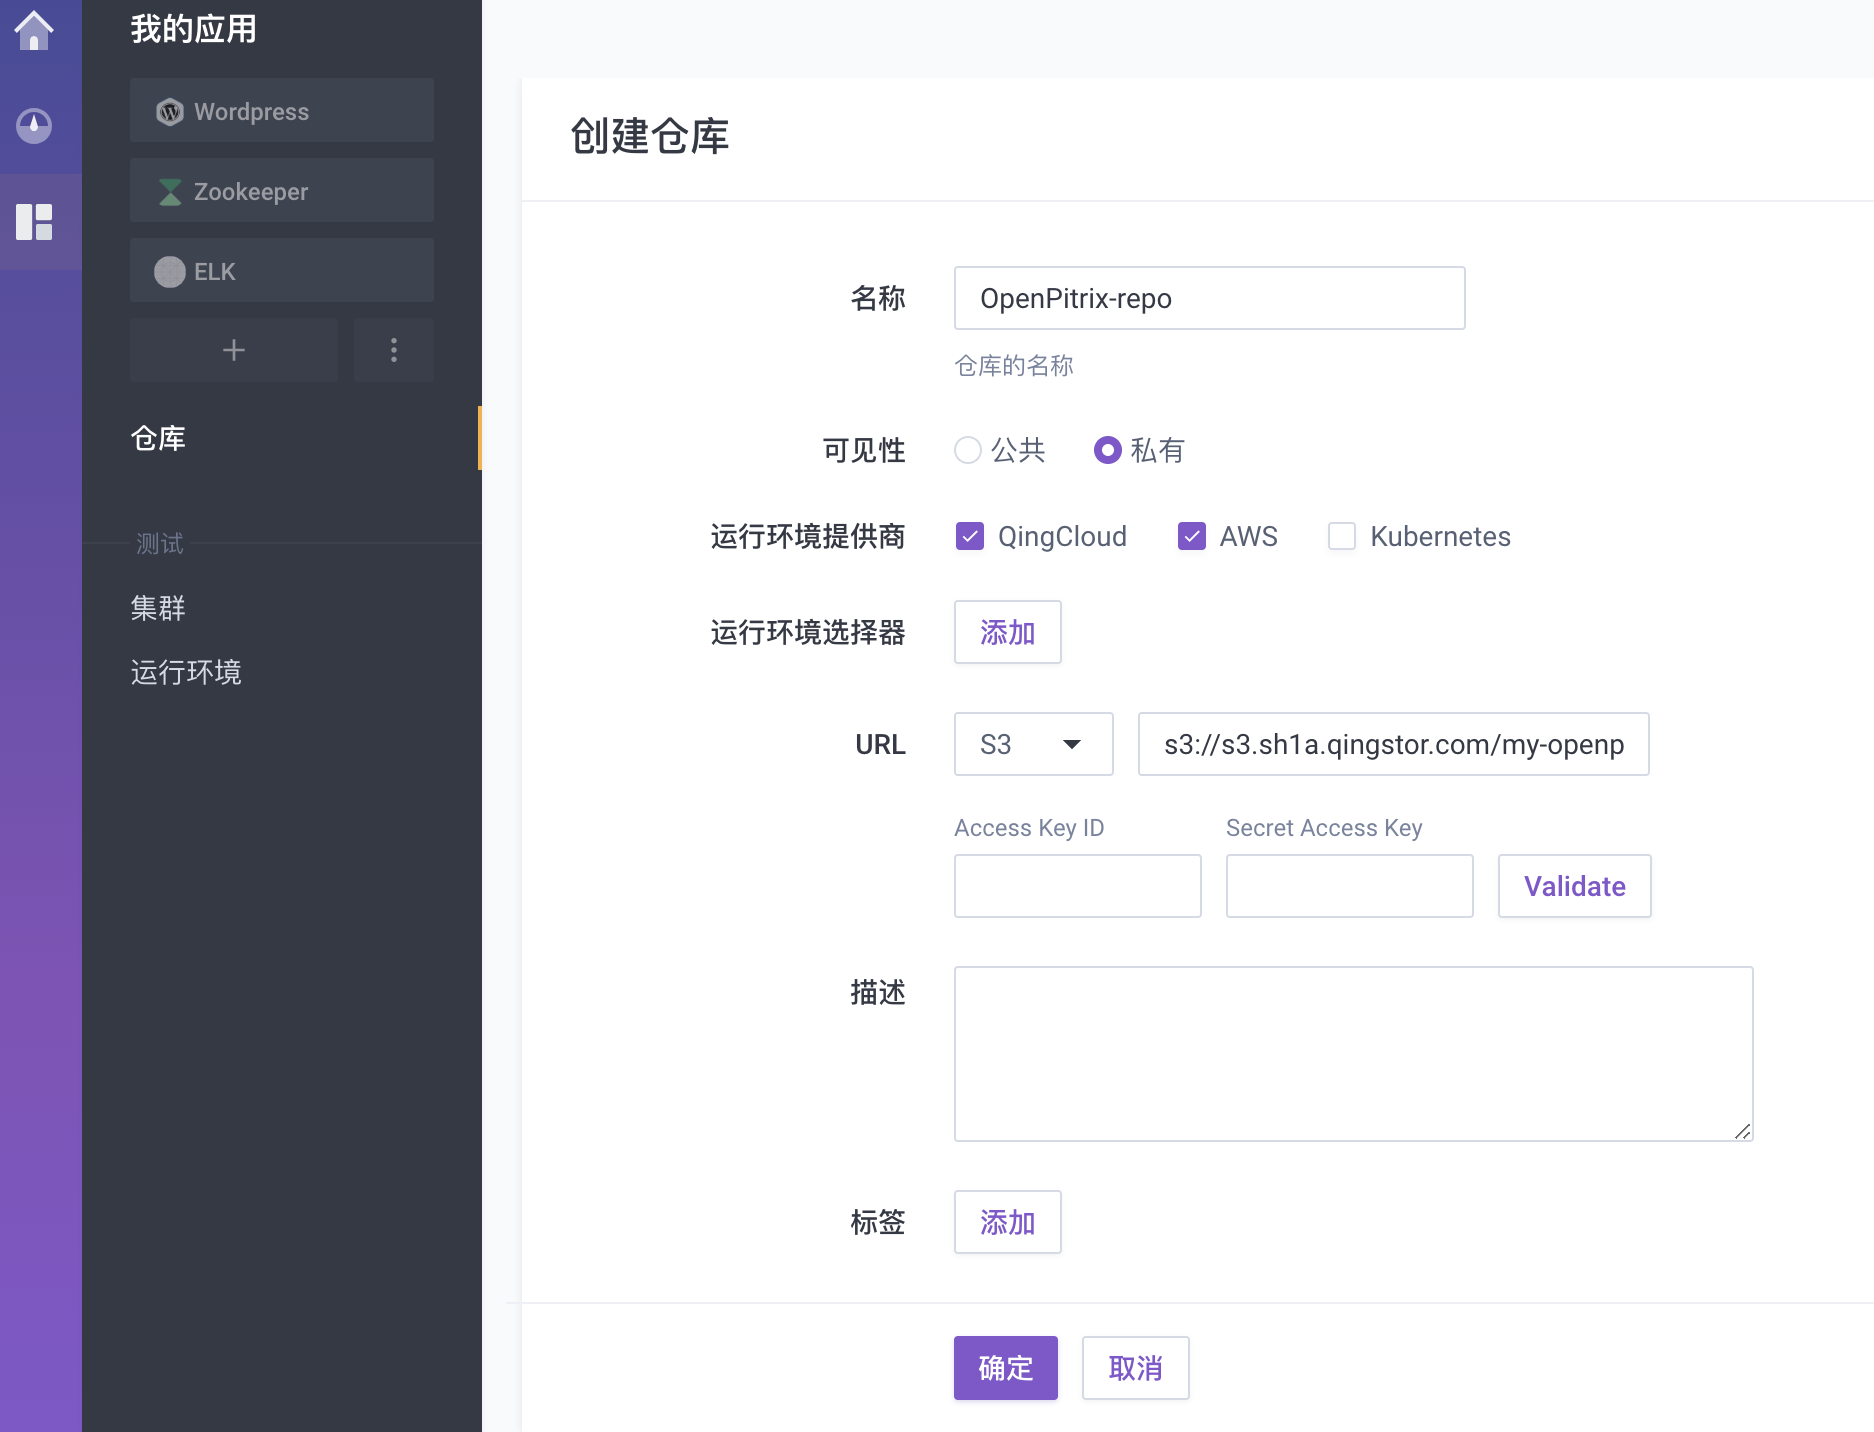 我的应用
Wordpress
Zookeeper
ELK
仓库
测试
集群
运行环境
创建仓库
名称 OpenPitrix-repo
仓库的名称
可见性 公共 私有
运行环境提供商 QingCloud AWS Kubernetes
运行环境选择器 添加
URL S3 s3://s3.sh1a.qingstor.com/my-openp
Access Key ID Secret Access Key
Validate
描述
标签 添加
确定 取消